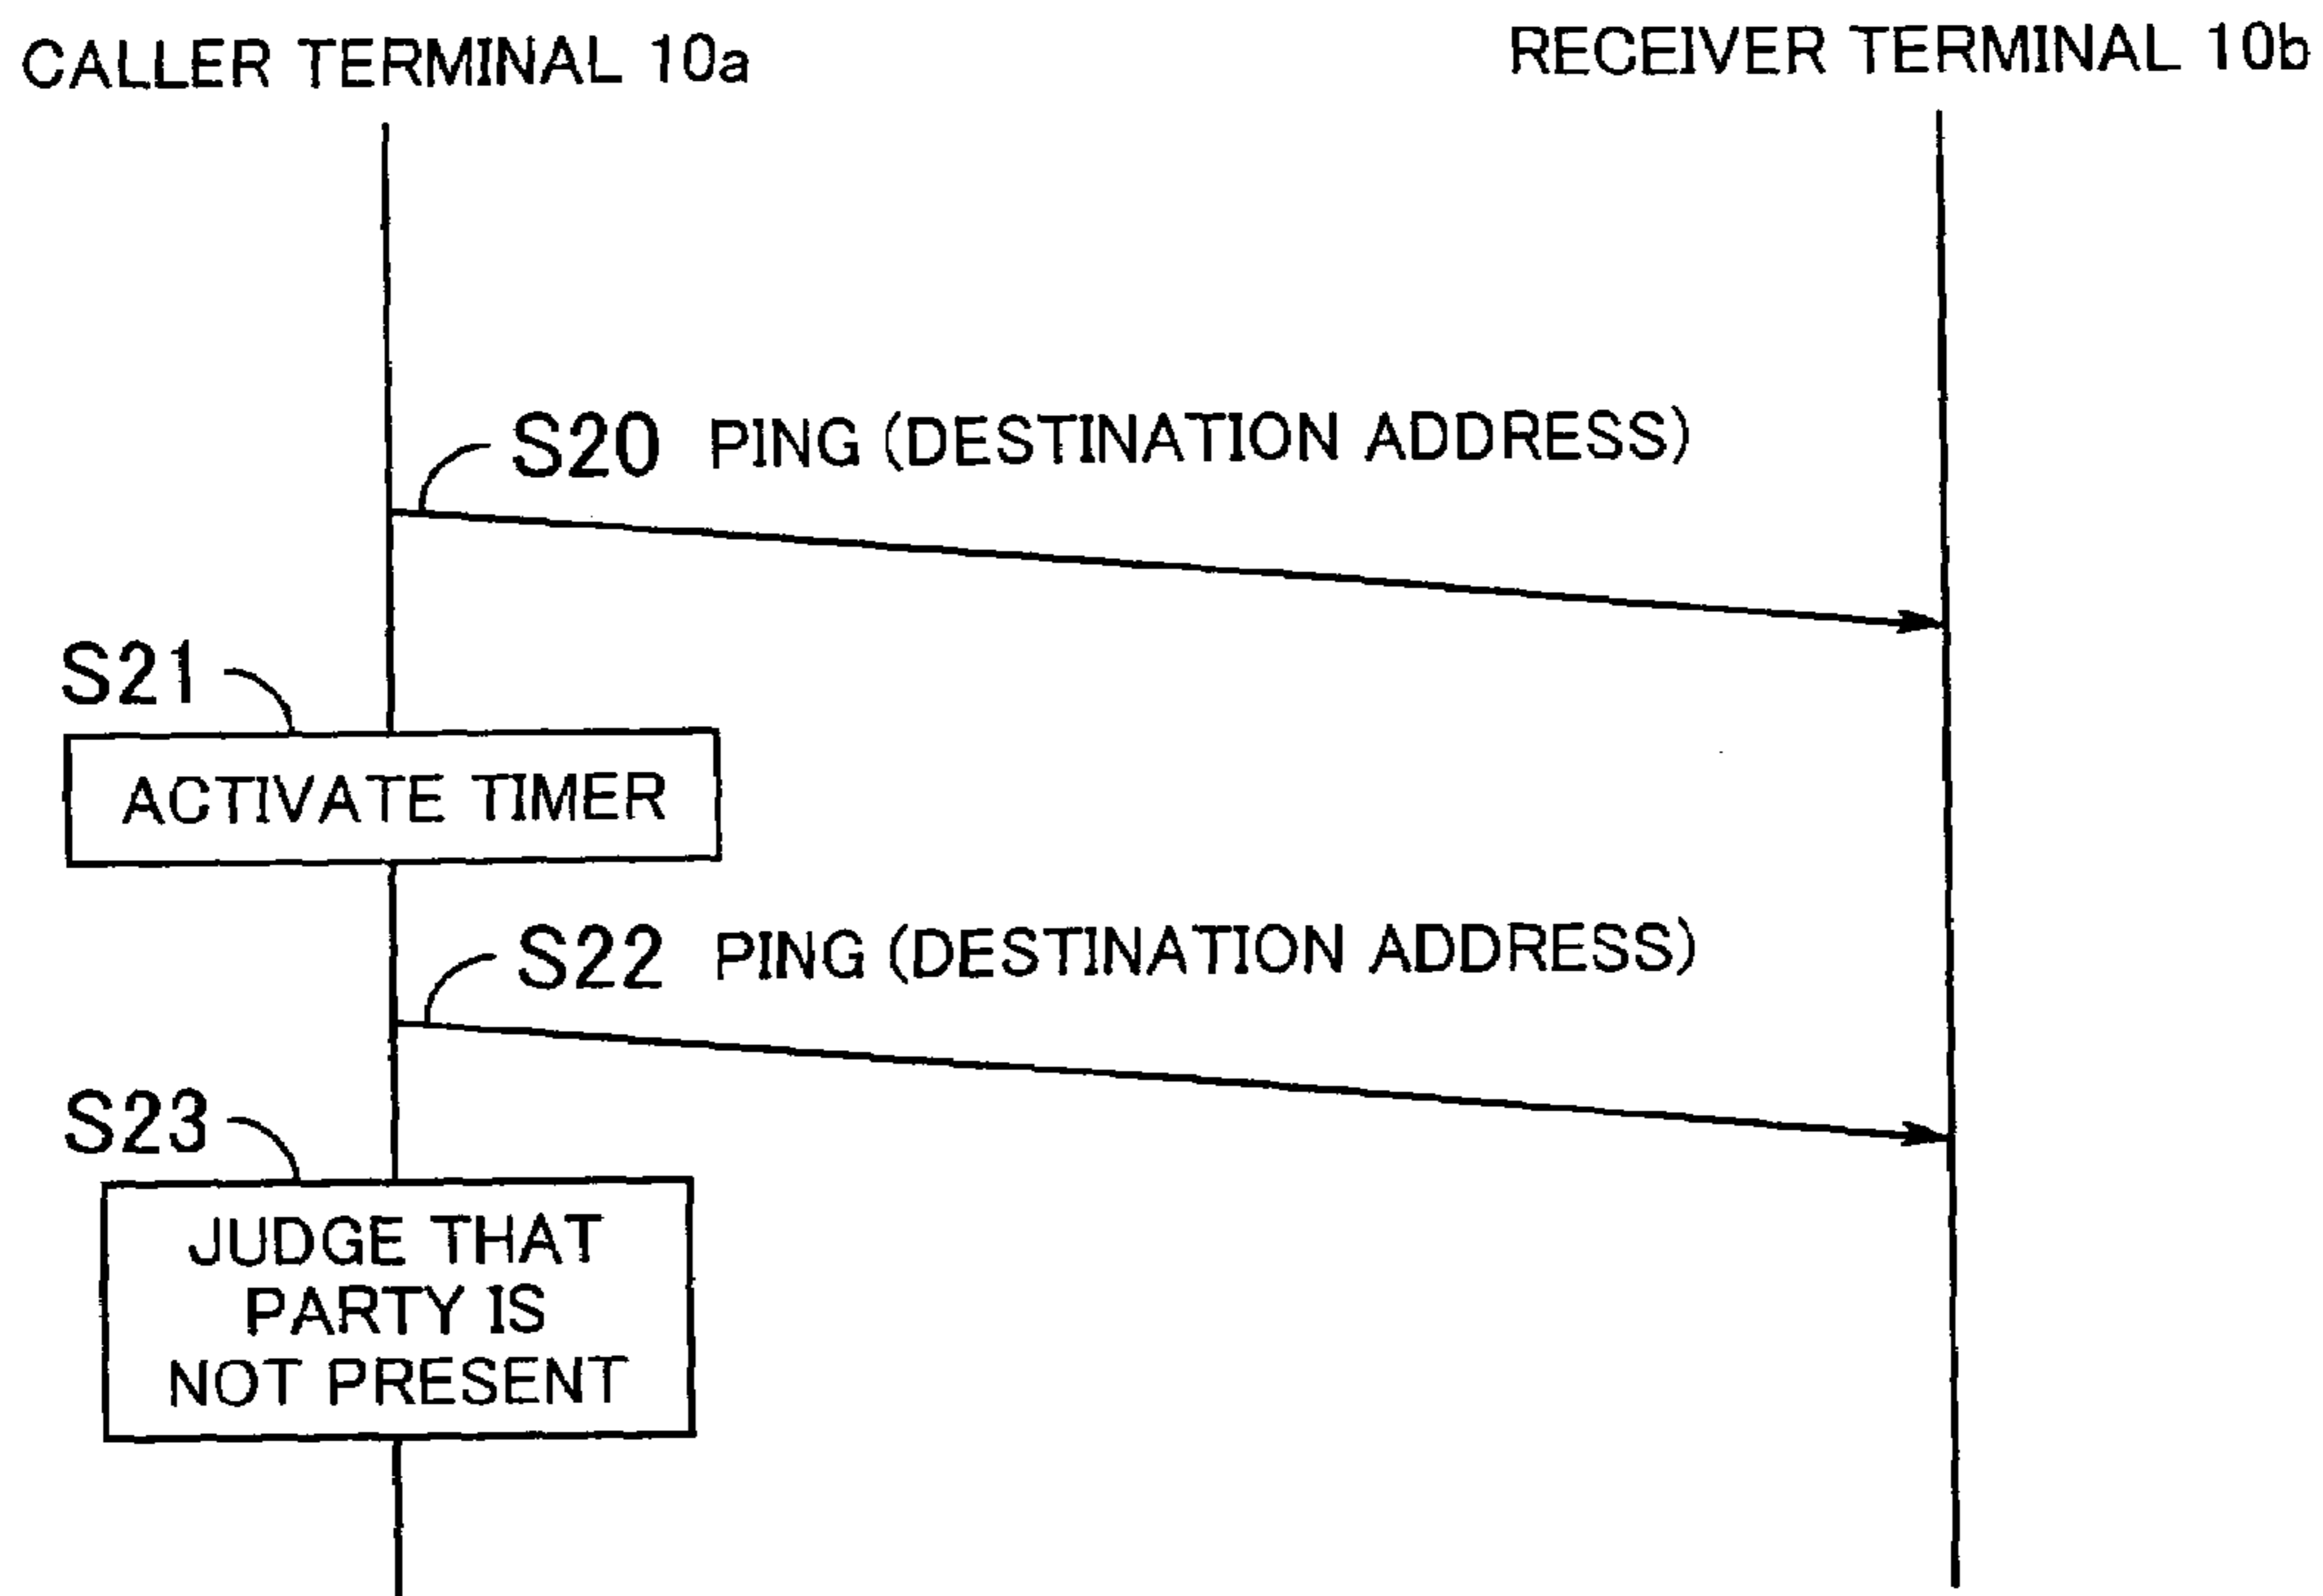 CALLER TERMINAL 10a
RECEIVER TERMINAL 10b
S20 PING (DESTINATION ADDRESS)
S21
ACTIVATE TIMER
S22 PING (DESTINATION ADDRESS)
S23
JUDGE THAT
PARTY IS
NOT PRESENT